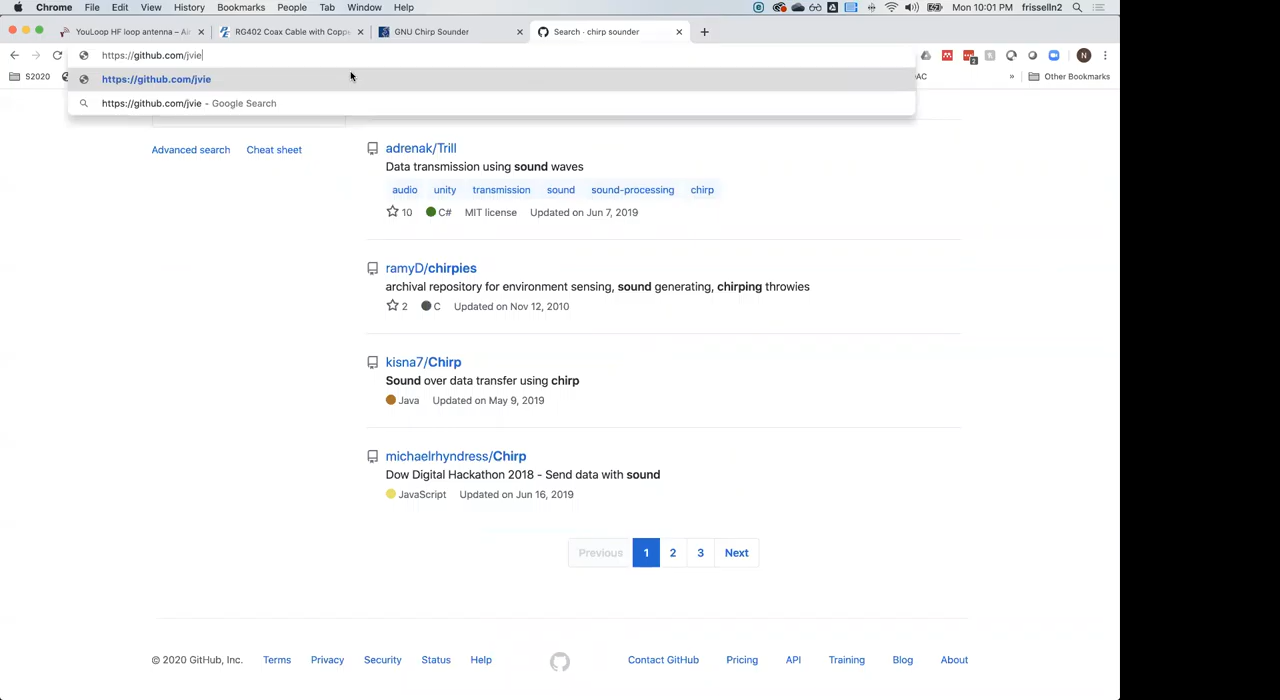 Chrome File Edit View History Bookmarks People Tab Window Help Mon 10:01 PM frisselln2
YouLoop HF loop antenna – Air RG402 Coax Cable with Coppe GNU Chirp Sounder Search · chirp sounder
https://github.com/jvie
S2020 AC Other Bookmarks
https://github.com/jvie
https://github.com/jvie - Google Search
Advanced search Cheat sheet
adrenak/Trill
Data transmission using sound waves
audio unity transmission sound sound-processing chirp
10 C# MIT license Updated on Jun 7, 2019
ramyD/chirpies
archival repository for environment sensing, sound generating, chirping throwies
2 C Updated on Nov 12, 2010
kisna7/Chirp
Sound over data transfer using chirp
Java Updated on May 9, 2019
michaelrhyndress/Chirp
Dow Digital Hackathon 2018 - Send data with sound
JavaScript Updated on Jun 16, 2019
Previous 1 2 3 Next
© 2020 GitHub, Inc. Terms Privacy Security Status Help Contact GitHub Pricing API Training Blog About